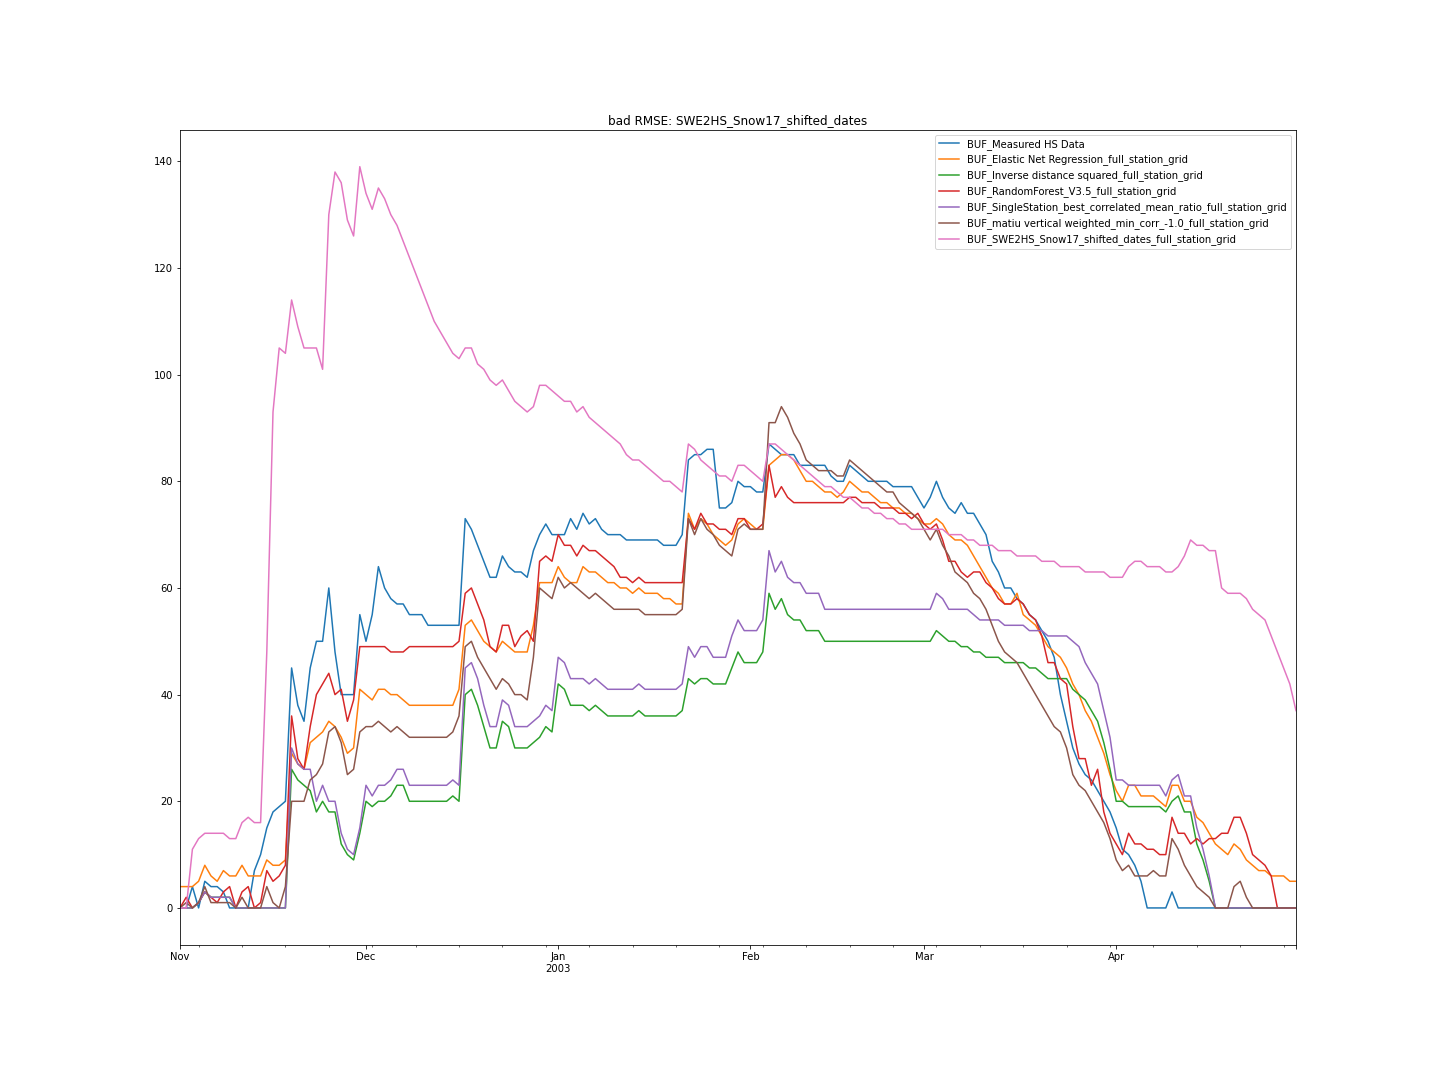 bad RMSE: SWE2HS_Snow17_shifted_dates
BUF_Measured HS Data
BUF_Elastic Net Regression_full_station_grid
BUF_Inverse distance squared_full_station_grid
BUF_RandomForest_V3.5_full_station_grid
BUF_SingleStation_best_correlated_mean_ratio_full_station_grid
BUF_matiu vertical weighted_min_corr_-1.0_full_station_grid
BUF_SWE2HS_Snow17_shifted_dates_full_station_grid
140
120
100
80
60
40
20
0
Nov Dec Jan Feb Mar Apr
2003